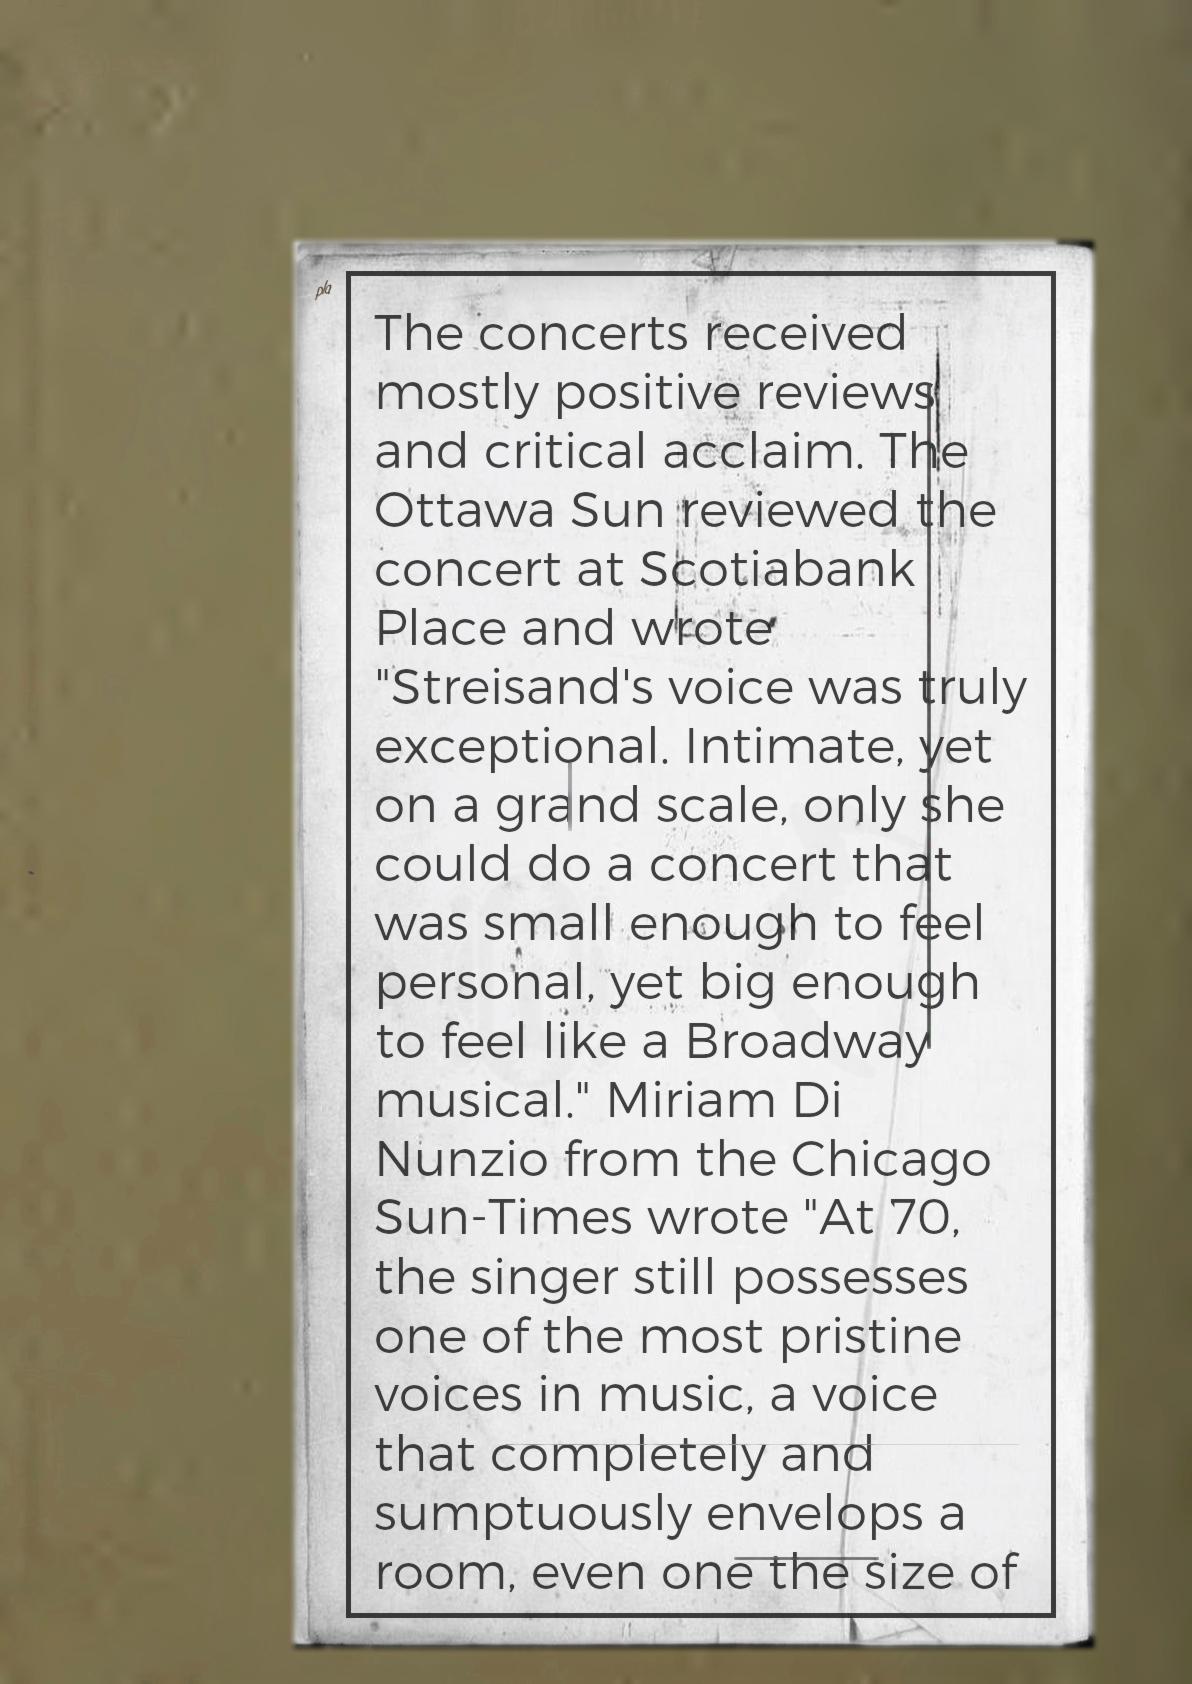 pla
The concerts received
mostly positive reviews
and critical acclaim. The
Ottawa Sun reviewed the
concert at Scotiabank
Place and wrote
"Streisand's voice was truly
exceptional. Intimate, yet
on a grand scale, only she
could do a concert that
was small enough to feel
personal, yet big enough
to feel like a Broadway
musical." Miriam Di
Nunzio from the Chicago
Sun-Times wrote "At 70,
the singer still possesses
one of the most pristine
voices in music, a voice
that completely and
sumptuously envelops a
room, even one the size of